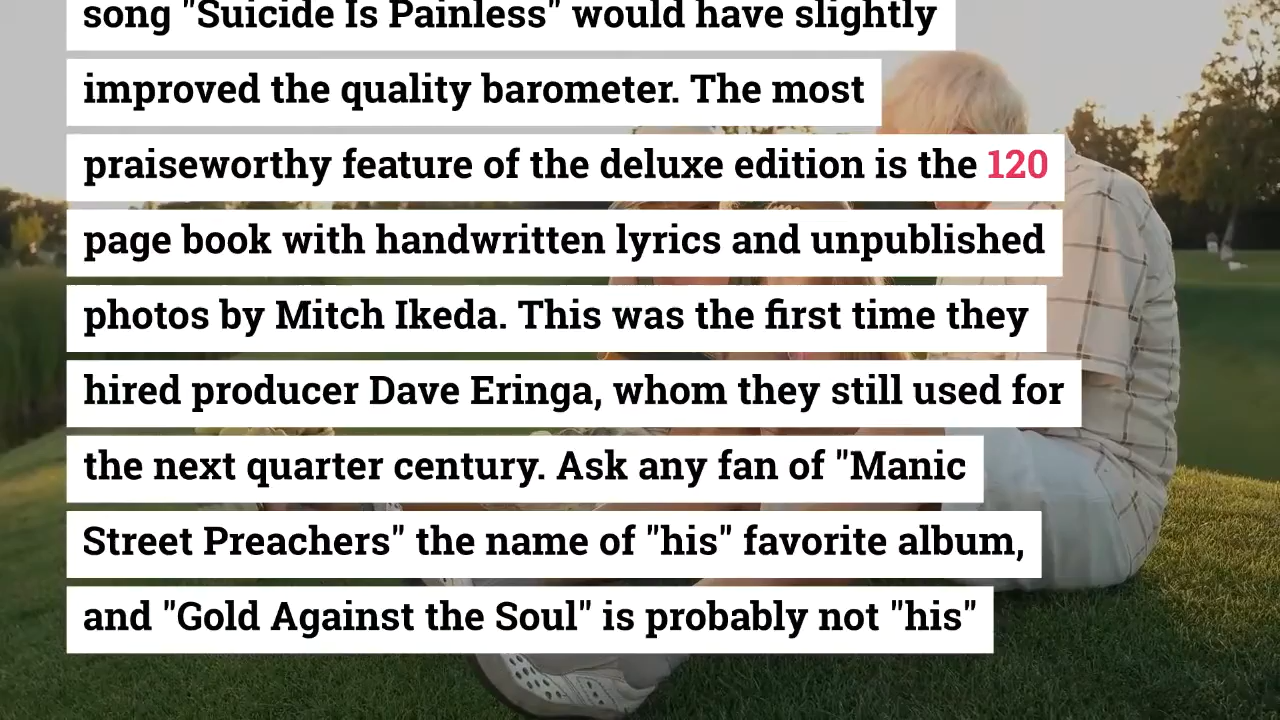 song "Suicide Is Painless" would have slightly
improved the quality barometer. The most
praiseworthy feature of the deluxe edition is the 120
page book with handwritten lyrics and unpublished
photos by Mitch Ikeda. This was the first time they
hired producer Dave Eringa, whom they still used for
the next quarter century. Ask any fan of "Manic
Street Preachers" the name of "his" favorite album,
and "Gold Against the Soul" is probably not "his"